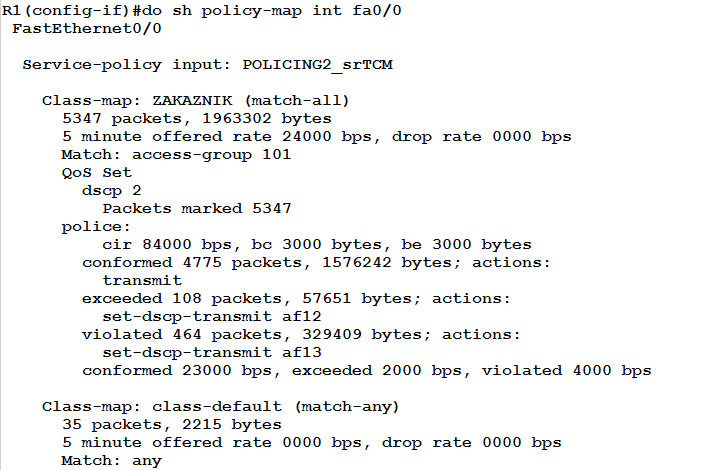 R1(config-if)#do sh policy-map int fa0/0
FastEthernet0/0
Service-policy input: POLICING2_srTCM
Class-map: ZAKAZNIK (match-all)
5347 packets, 1963302 bytes
5 minute offered rate 24000 bps, drop rate 0000 bps
Match: access-group 101
QoS Set
dscp 2
Packets marked 5347
police:
cir 84000 bps, bc 3000 bytes, be 3000 bytes
conformed 4775 packets, 1576242 bytes; actions:
transmit
exceeded 108 packets, 57651 bytes; actions:
set-dscp-transmit af12
violated 464 packets, 329409 bytes; actions:
set-dscp-transmit af13
conformed 23000 bps, exceeded 2000 bps, violated 4000 bps
Class-map: class-default (match-any)
35 packets, 2215 bytes
5 minute offered rate 0000 bps, drop rate 0000 bps
Match: any